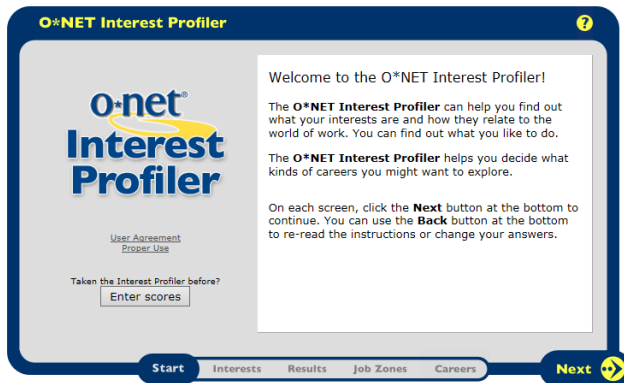 O*NET Interest Profiler
?
o*net®
Interest
Profiler
User Agreement
Proper Use
Taken the Interest Profiler before?
Enter scores
Welcome to the O*NET Interest Profiler!
The O*NET Interest Profiler can help you find out
what your interests are and how they relate to the
world of work. You can find out what you like to do.
The O*NET Interest Profiler helps you decide what
kinds of careers you might want to explore.
On each screen, click the Next button at the bottom to
continue. You can use the Back button at the bottom
to re-read the instructions or change your answers.
Start Interests Results Job Zones Careers Next